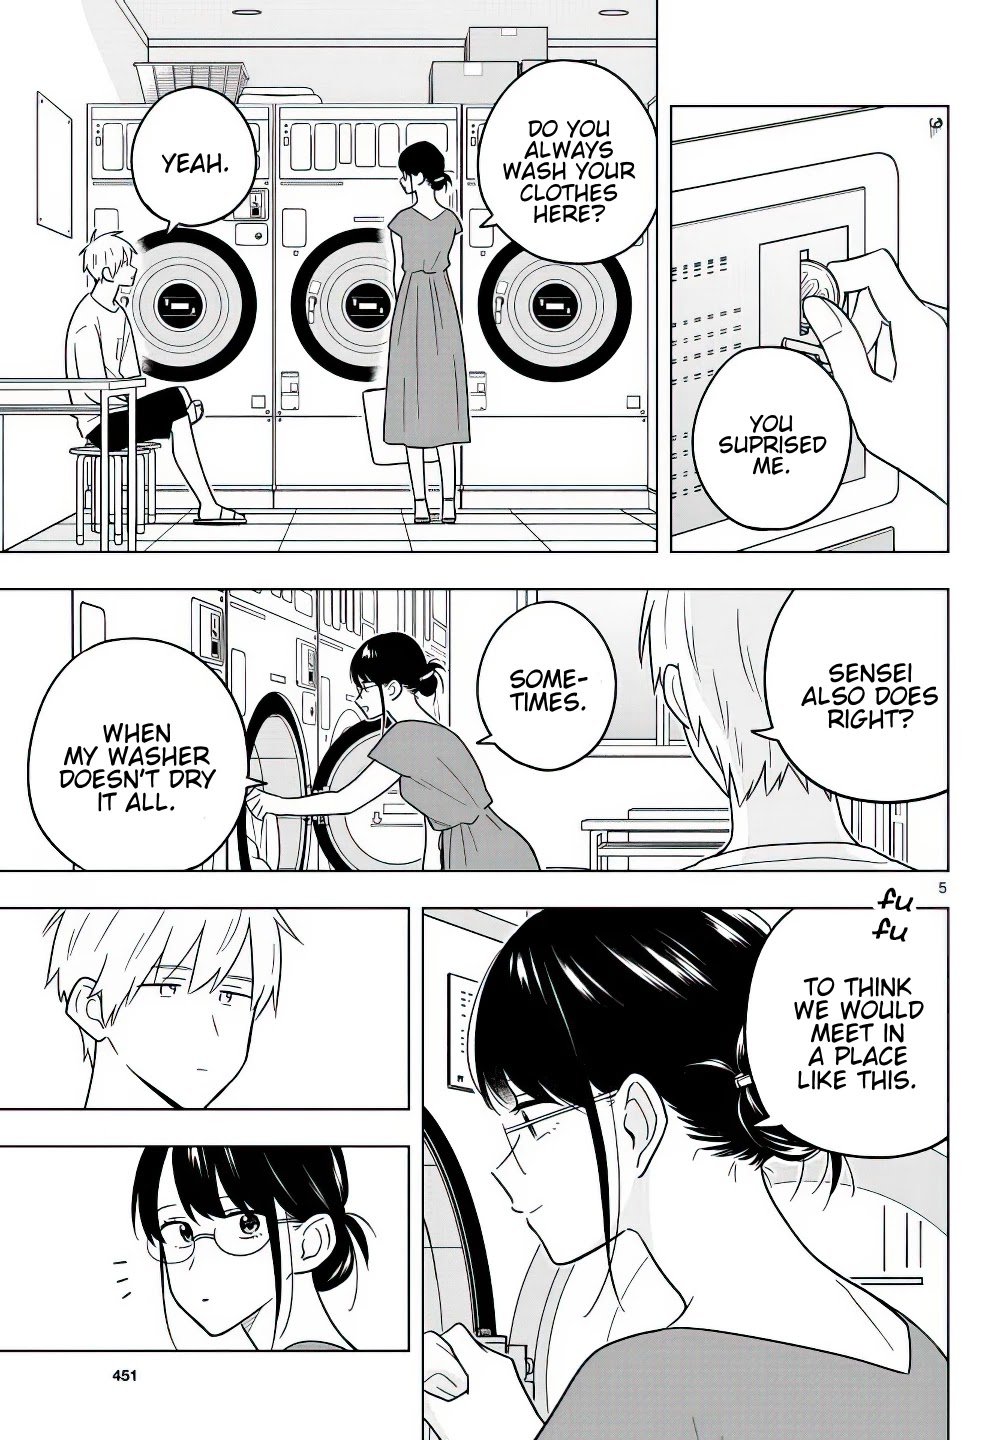 YOU
SUPRISED
ME.
DO YOU
ALWAYS
WASH YOUR
CLOTHES
HERE?
YEAH.
SENSEI
ALSO DOES
RIGHT?
SOME-
TIMES.
WHEN
MY WASHER
DOESN'T DRY
IT ALL.
5
fu
fu
TO THINK
WE WOULD
MEET IN
A PLACE
LIKE THIS.
451